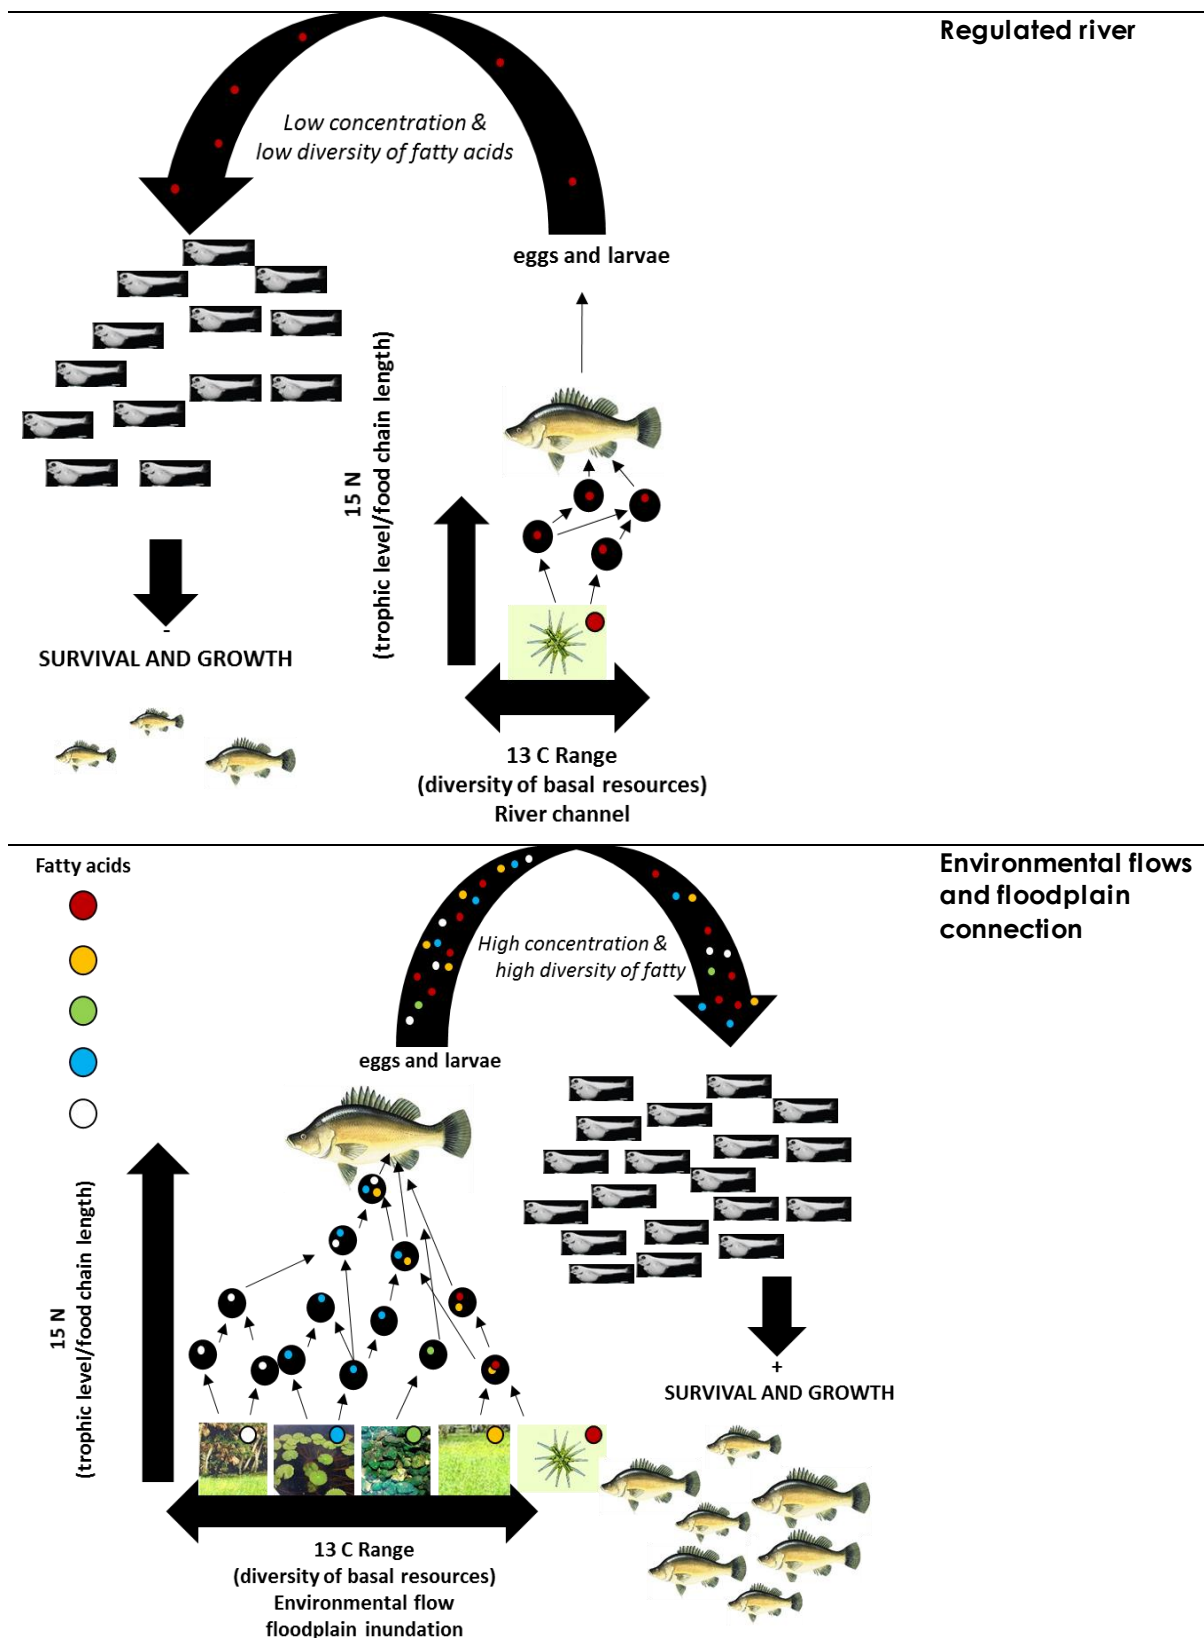 Regulated river
Low concentration &
low diversity of fatty acids
eggs and larvae
15 N
(trophic level/food chain length)
-
SURVIVAL AND GROWTH
13 C Range
(diversity of basal resources)
River channel
Fatty acids
Environmental flows
and floodplain
connection
High concentration &
high diversity of fatty
eggs and larvae
15 N
(trophic level/food chain length)
+
SURVIVAL AND GROWTH
13 C Range
(diversity of basal resources)
Environmental flow
floodplain inundation